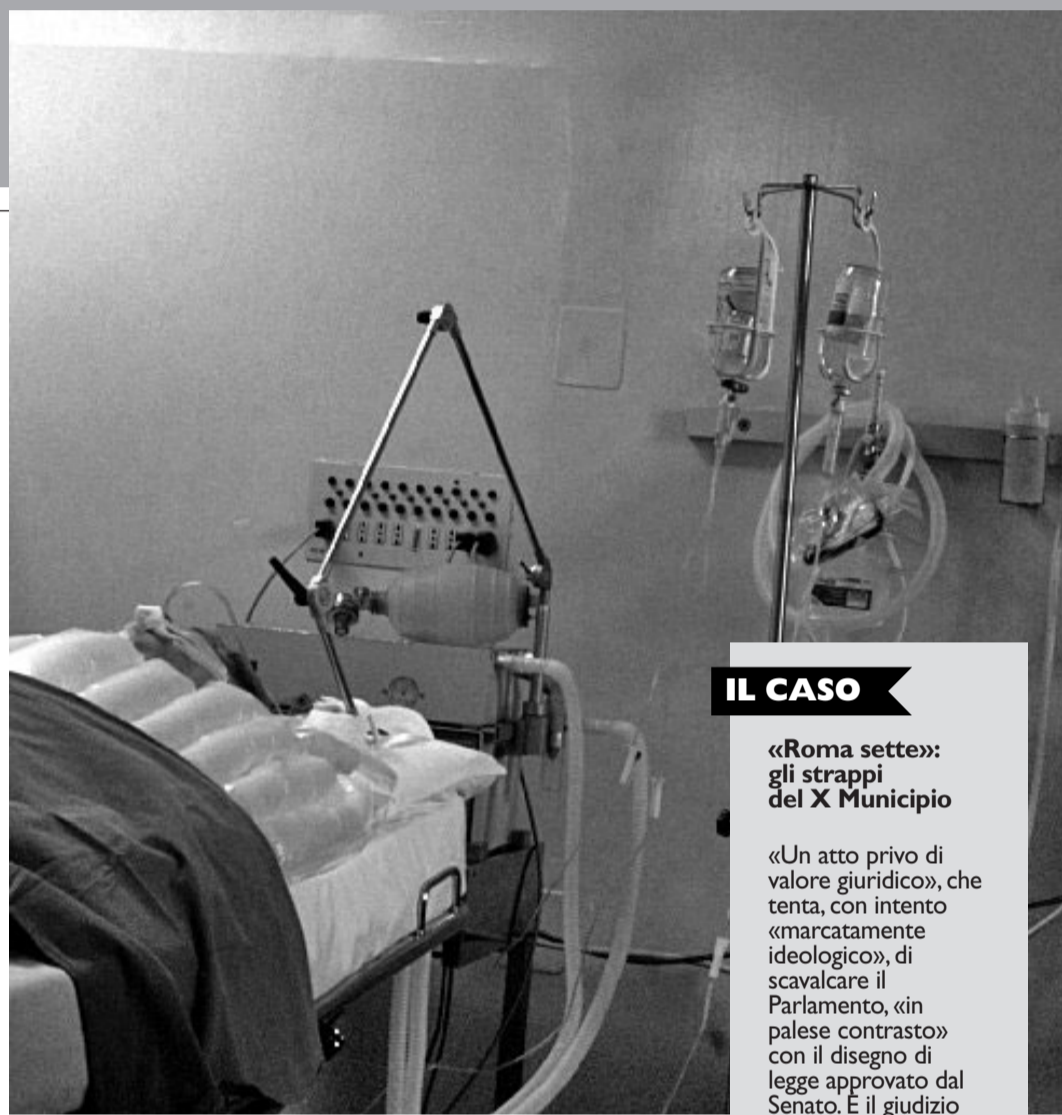 IL CASO
«Roma sette»:
gli strappi
del X Municipio
«Un atto privo di
valore giuridico», che
tenta, con intento
«marcatamente
ideologico», di
scavalcare il
Parlamento, «in
palese contrasto»
con il disegno di
legge approvato dal
Senato. È il giudizio